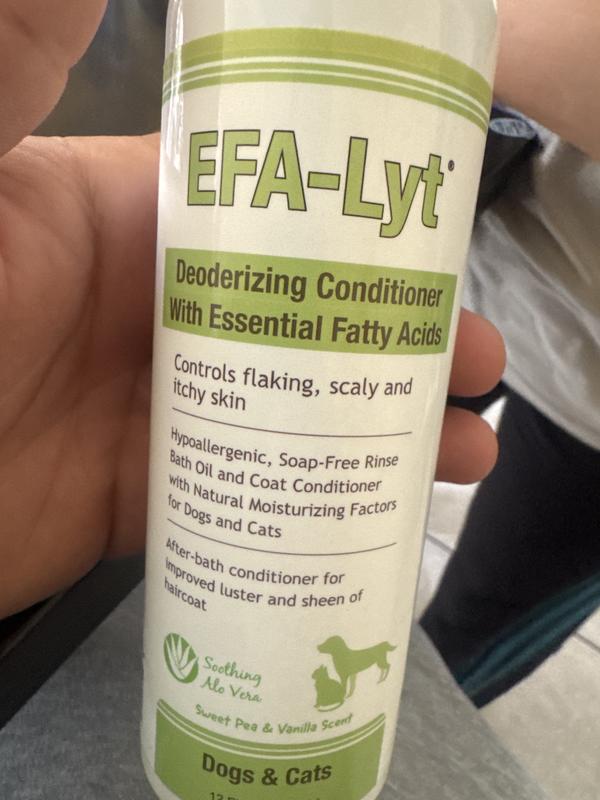 EFA-Lyt®
Deoderizing Conditioner
With Essential Fatty Acids
Controls flaking, scaly and
itchy skin
Hypoallergenic, Soap-Free Rinse
Bath Oil and Coat Conditioner
with Natural Moisturizing Factors
for Dogs and Cats
After-bath conditioner for
improved luster and sheen of
haircoat
Soothing
Alo Vera
Sweet Pea & Vanilla Scent
Dogs & Cats
12